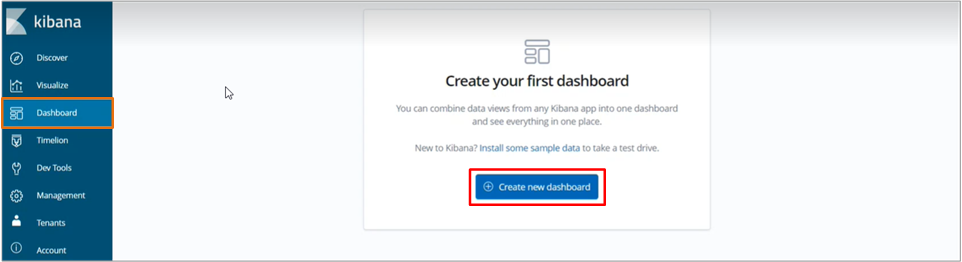 kibana
Discover
Visualize
Dashboard
Timelion
Dev Tools
Management
Tenants
Account
Create your first dashboard
You can combine data views from any Kibana app into one dashboard
and see everything in one place.
New to Kibana? Install some sample data to take a test drive.
Create new dashboard